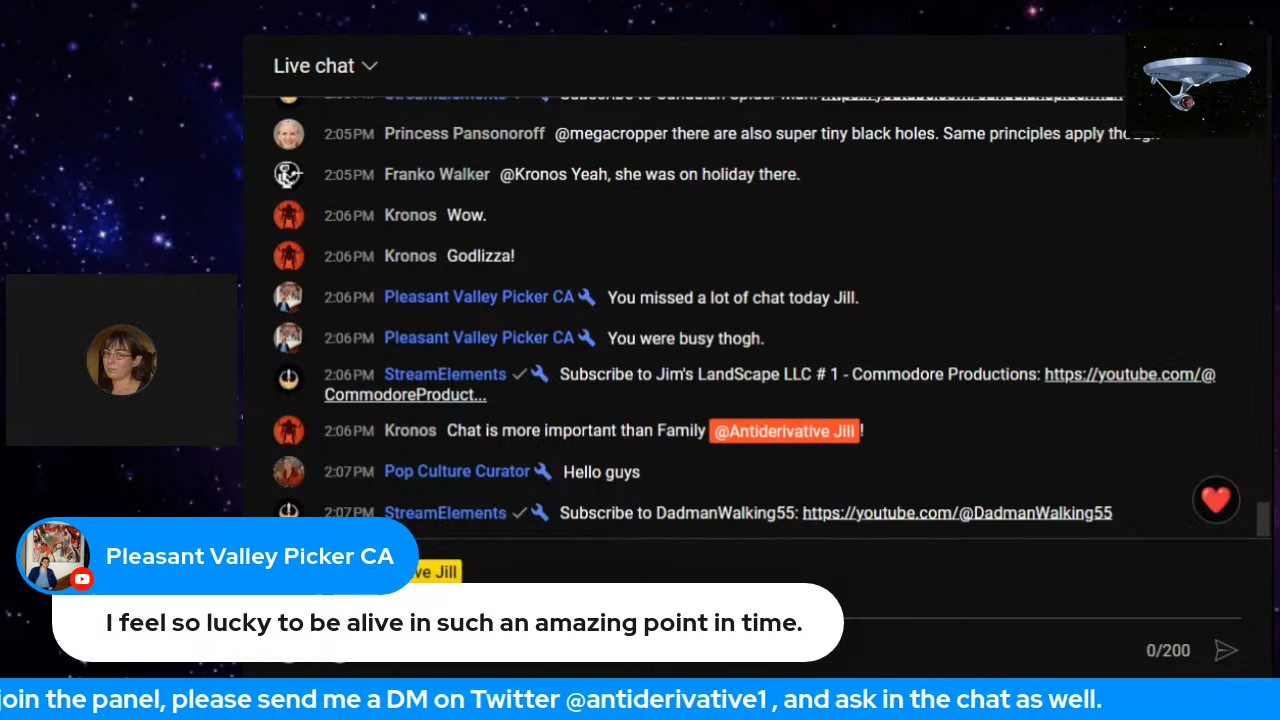 Live chat
2:05 PM Princess Pansonoroff @megacropper there are also super tiny black holes. Same principles apply though
2:05 PM Franko Walker @Kronos Yeah, she was on holiday there.
2:06 PM Kronos Wow.
2:06 PM Kronos Godlizza!
2:06 PM Pleasant Valley Picker CA You missed a lot of chat today Jill.
2:06 PM Pleasant Valley Picker CA You were busy thogh.
2:06 PM StreamElements Subscribe to Jim's LandScape LLC # 1 - Commodore Productions: https://youtube.com/@
CommodoreProduct...
2:06 PM Kronos Chat is more important than Family @Antiderivative Jill!
2:07 PM Pop Culture Curator Hello guys
2:07 PM StreamElements Subscribe to DadmanWalking55: https://youtube.com/@DadmanWalking55
Pleasant Valley Picker CA
ve Jill
I feel so lucky to be alive in such an amazing point in time.
0/200
join the panel, please send me a DM on Twitter @antiderivative1 , and ask in the chat as well.